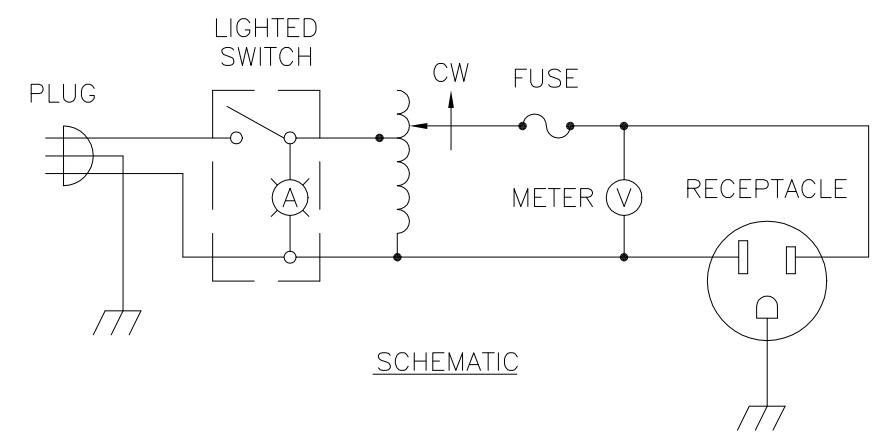 LIGHTED
SWITCH
PLUG
CW
FUSE
A
METER
V
RECEPTACLE
SCHEMATIC